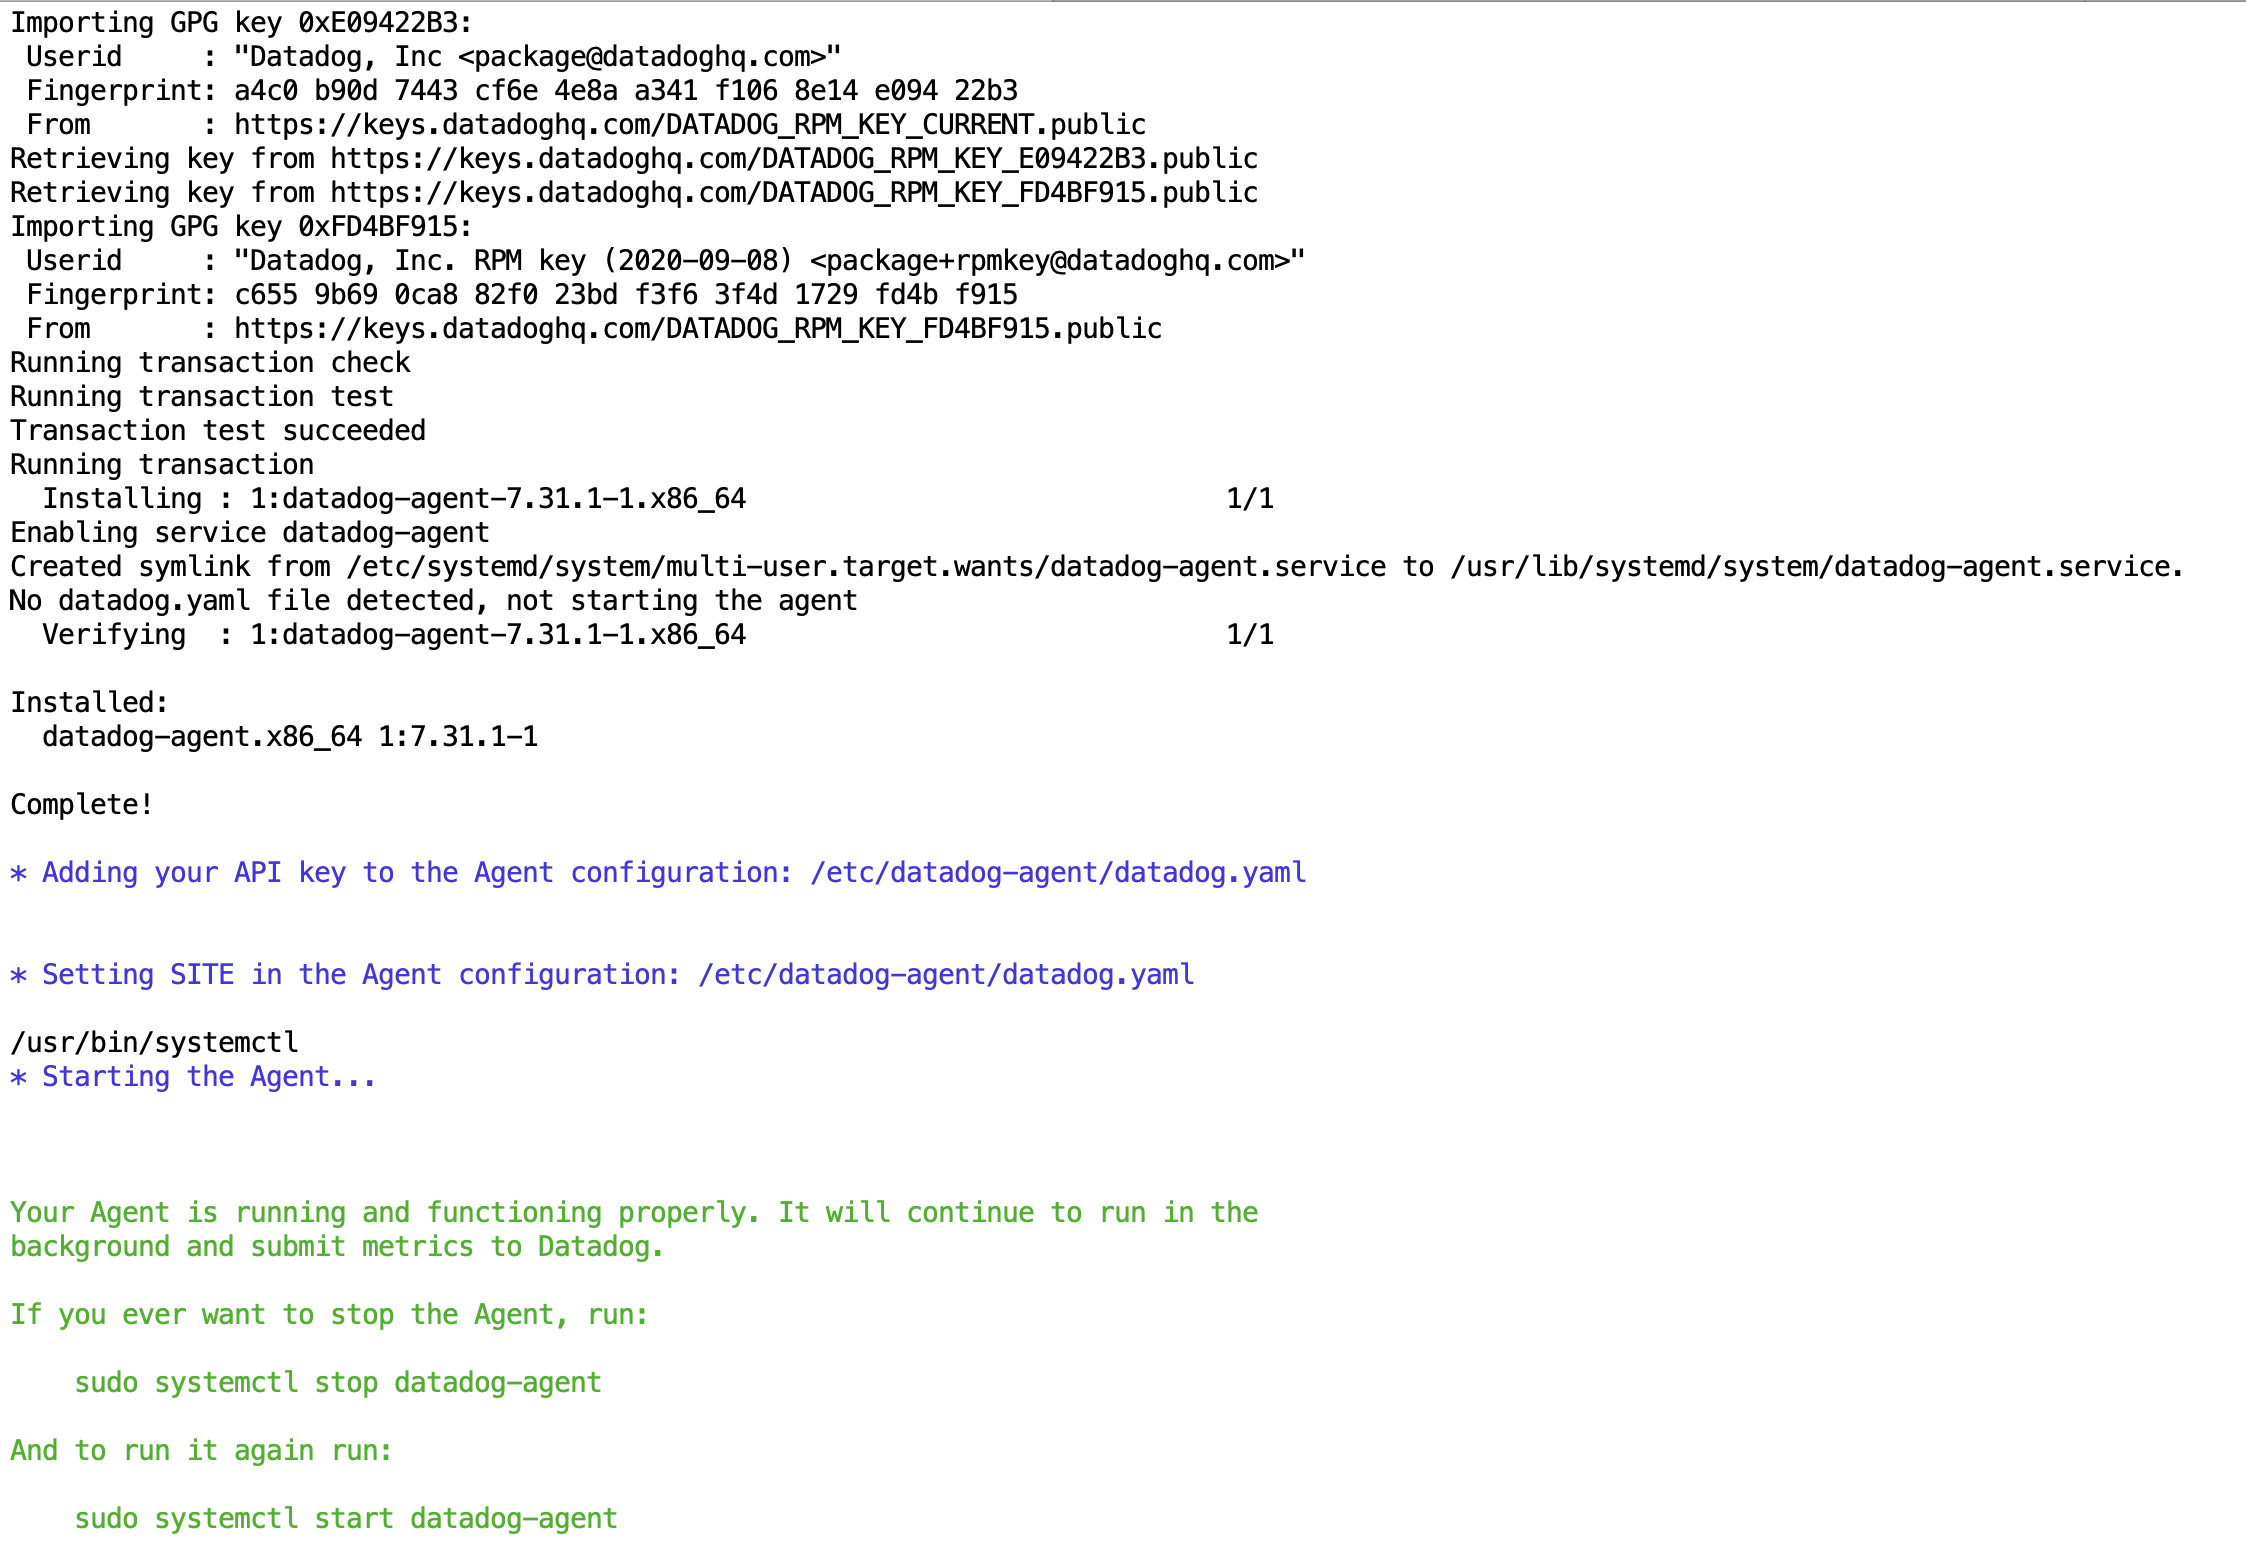 Importing GPG key 0xE09422B3:
 Userid     : "Datadog, Inc <package@datadoghq.com>"
 Fingerprint: a4c0 b90d 7443 cf6e 4e8a a341 f106 8e14 e094 22b3
 From       : https://keys.datadoghq.com/DATADOG_RPM_KEY_CURRENT.public
Retrieving key from https://keys.datadoghq.com/DATADOG_RPM_KEY_E09422B3.public
Retrieving key from https://keys.datadoghq.com/DATADOG_RPM_KEY_FD4BF915.public
Importing GPG key 0xFD4BF915:
 Userid     : "Datadog, Inc. RPM key (2020-09-08) <package+rpmkey@datadoghq.com>"
 Fingerprint: c655 9b69 0ca8 82f0 23bd f3f6 3f4d 1729 fd4b f915
 From       : https://keys.datadoghq.com/DATADOG_RPM_KEY_FD4BF915.public
Running transaction check
Running transaction test
Transaction test succeeded
Running transaction
  Installing : 1:datadog-agent-7.31.1-1.x86_64                              1/1
Enabling service datadog-agent
Created symlink from /etc/systemd/system/multi-user.target.wants/datadog-agent.service to /usr/lib/systemd/system/datadog-agent.service.
No datadog.yaml file detected, not starting the agent
  Verifying  : 1:datadog-agent-7.31.1-1.x86_64                              1/1

Installed:
  datadog-agent.x86_64 1:7.31.1-1

Complete!

* Adding your API key to the Agent configuration: /etc/datadog-agent/datadog.yaml

* Setting SITE in the Agent configuration: /etc/datadog-agent/datadog.yaml

/usr/bin/systemctl
* Starting the Agent...

Your Agent is running and functioning properly. It will continue to run in the
background and submit metrics to Datadog.

If you ever want to stop the Agent, run:

    sudo systemctl stop datadog-agent

And to run it again run:

    sudo systemctl start datadog-agent